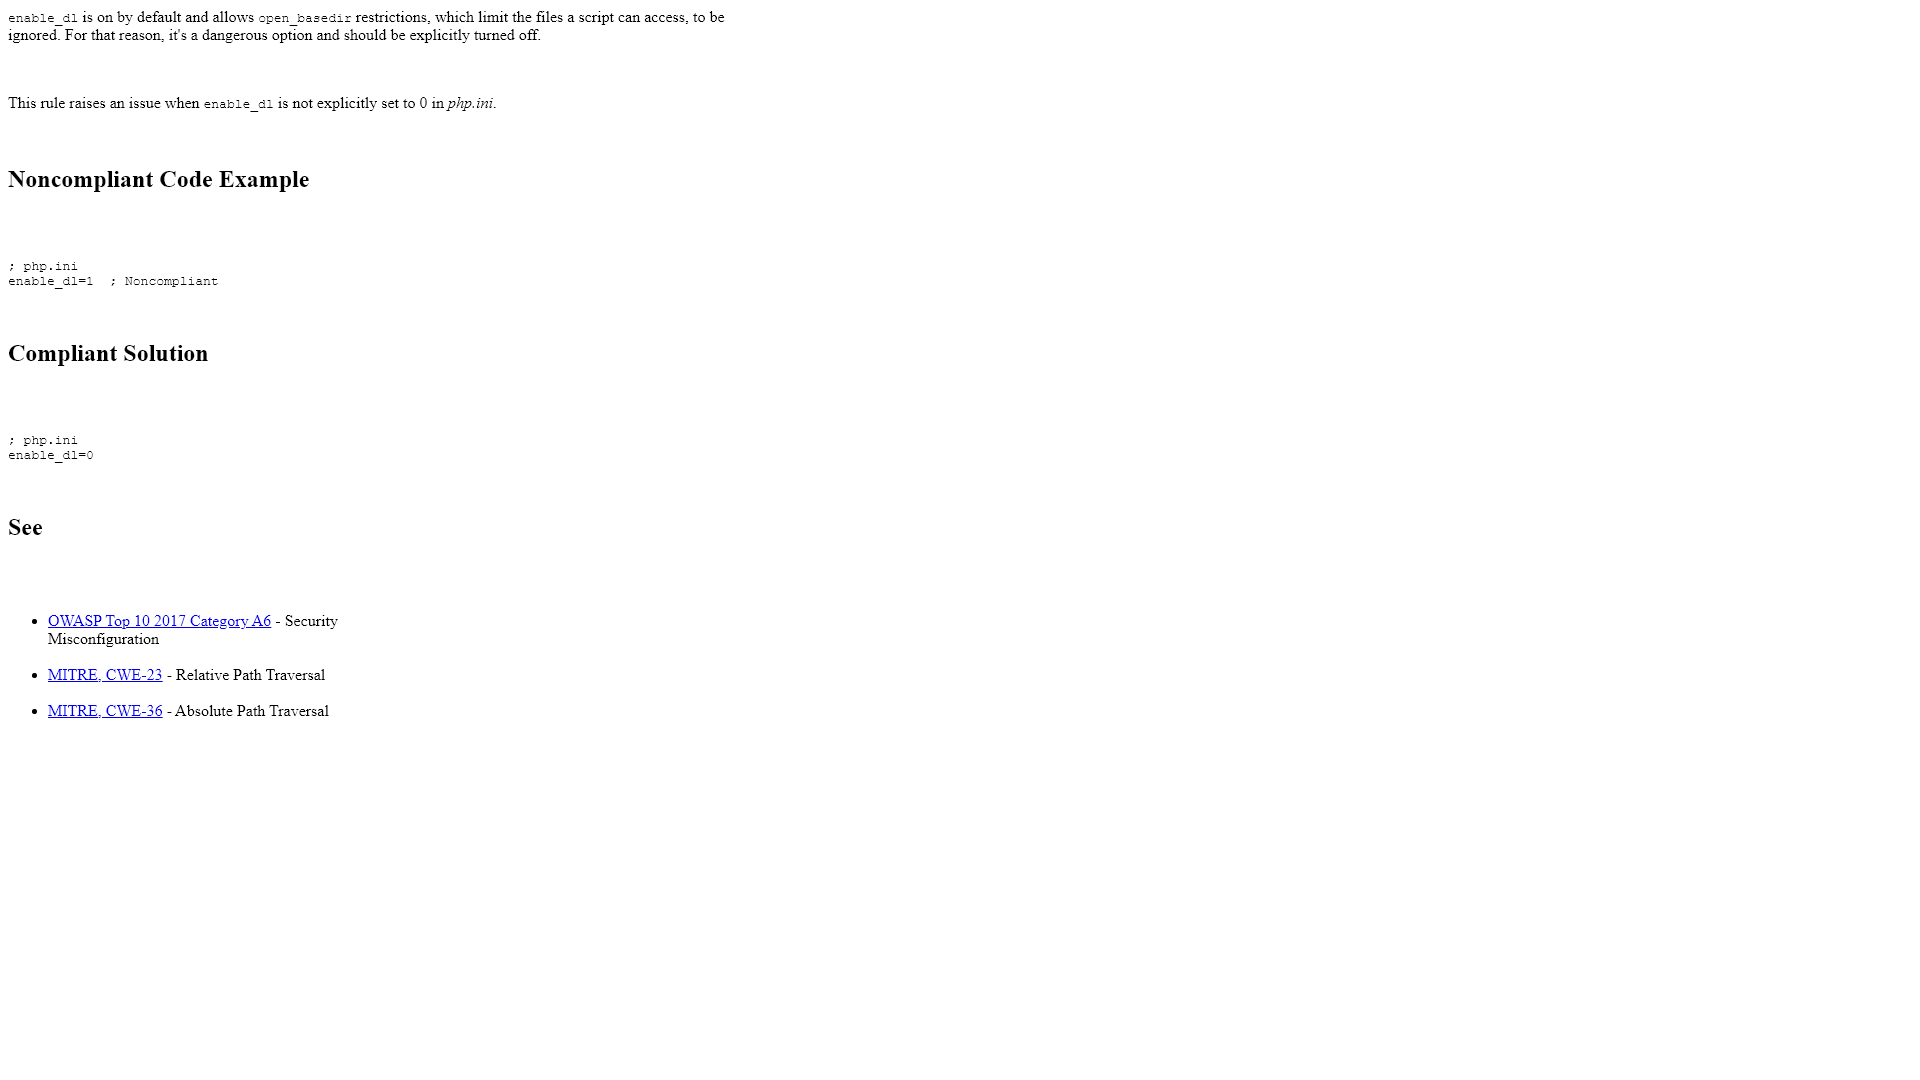 enable_dl is on by default and allows open_basedir restrictions, which limit the files a script can access, to be
ignored. For that reason, it's a dangerous option and should be explicitly turned off.
This rule raises an issue when enable_dl is not explicitly set to 0 in php.ini.
Noncompliant Code Example
; php.ini
enable_dl=1  ; Noncompliant
Compliant Solution
; php.ini
enable_dl=0
See
• OWASP Top 10 2017 Category A6 - Security
Misconfiguration
• MITRE, CWE-23 - Relative Path Traversal
• MITRE, CWE-36 - Absolute Path Traversal